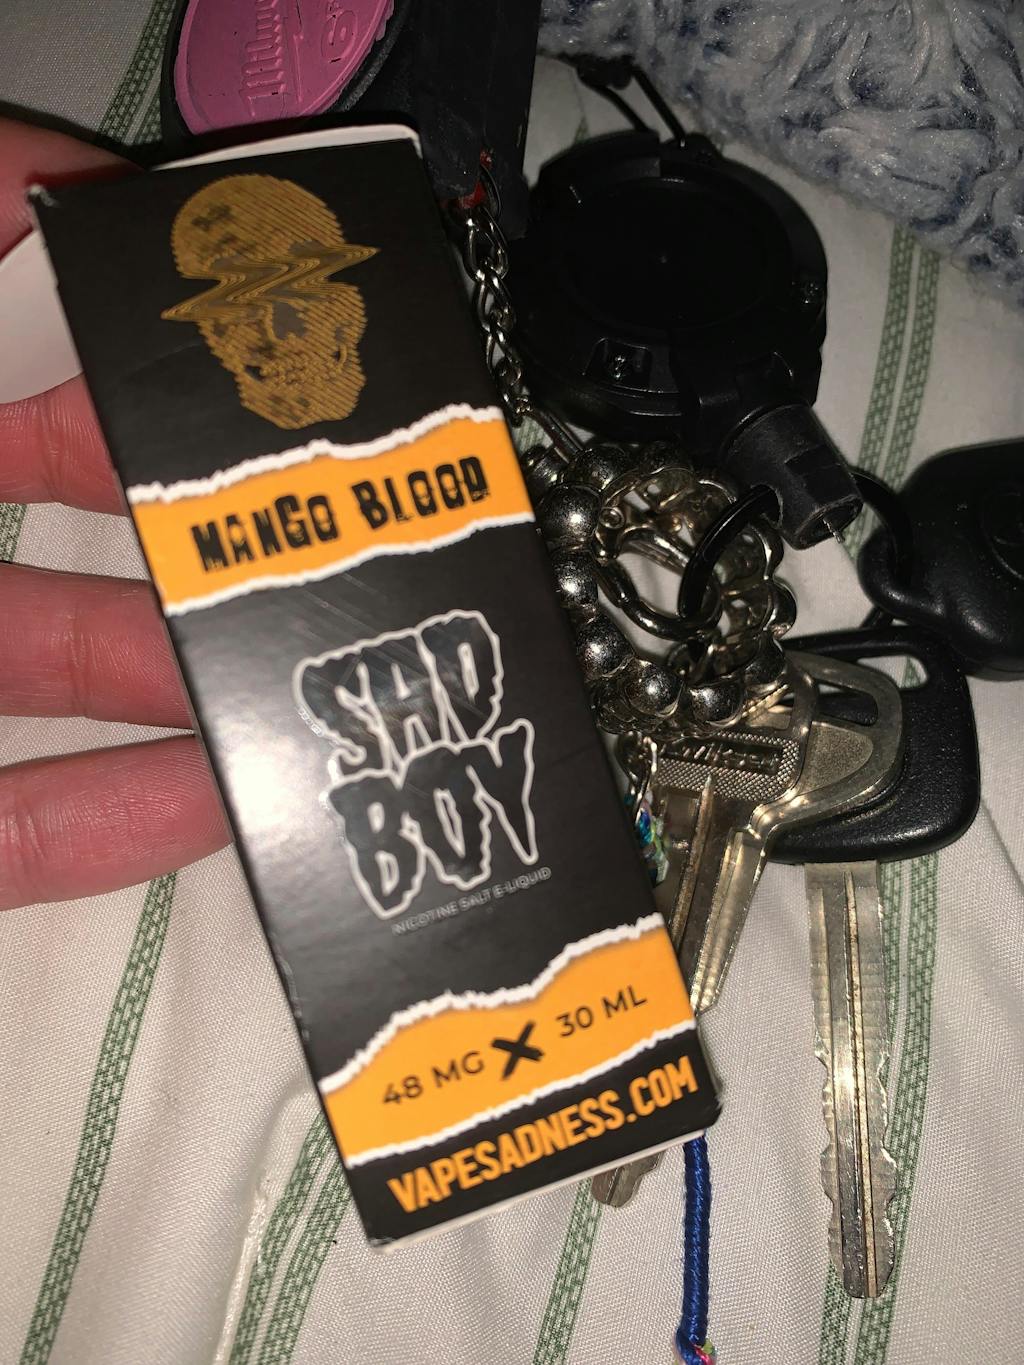 MANGO BLOOD
SAD
BOY
NICOTINE SALT E-LIQUID
48 MG X 30 ML
VAPESADNESS.COM